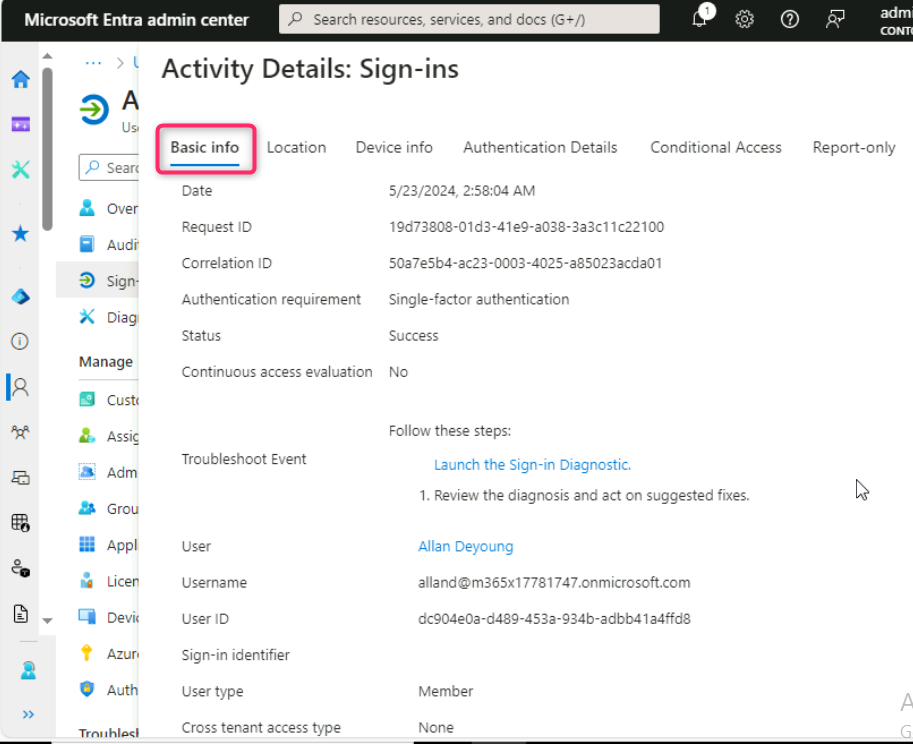 Microsoft Entra admin center
Search resources, services, and docs (G+/)
1
admi
CONTO
... > U
Activity Details: Sign-ins
A
Use
Searc
Basic info
Location
Device info
Authentication Details
Conditional Access
Report-only
Over
Audi
Sign-
Diag
Manage
Custo
Assig
Adm
Grou
Appl
Licen
Devic
Azur
Auth
Troublesh
Date 5/23/2024, 2:58:04 AM
Request ID 19d73808-01d3-41e9-a038-3a3c11c22100
Correlation ID 50a7e5b4-ac23-0003-4025-a85023acda01
Authentication requirement Single-factor authentication
Status Success
Continuous access evaluation No
Troubleshoot Event
Follow these steps:
Launch the Sign-in Diagnostic.
1. Review the diagnosis and act on suggested fixes.
User Allan Deyoung
Username alland@m365x17781747.onmicrosoft.com
User ID dc904e0a-d489-453a-934b-adbb41a4ffd8
Sign-in identifier
User type Member
Cross tenant access type None
A
G